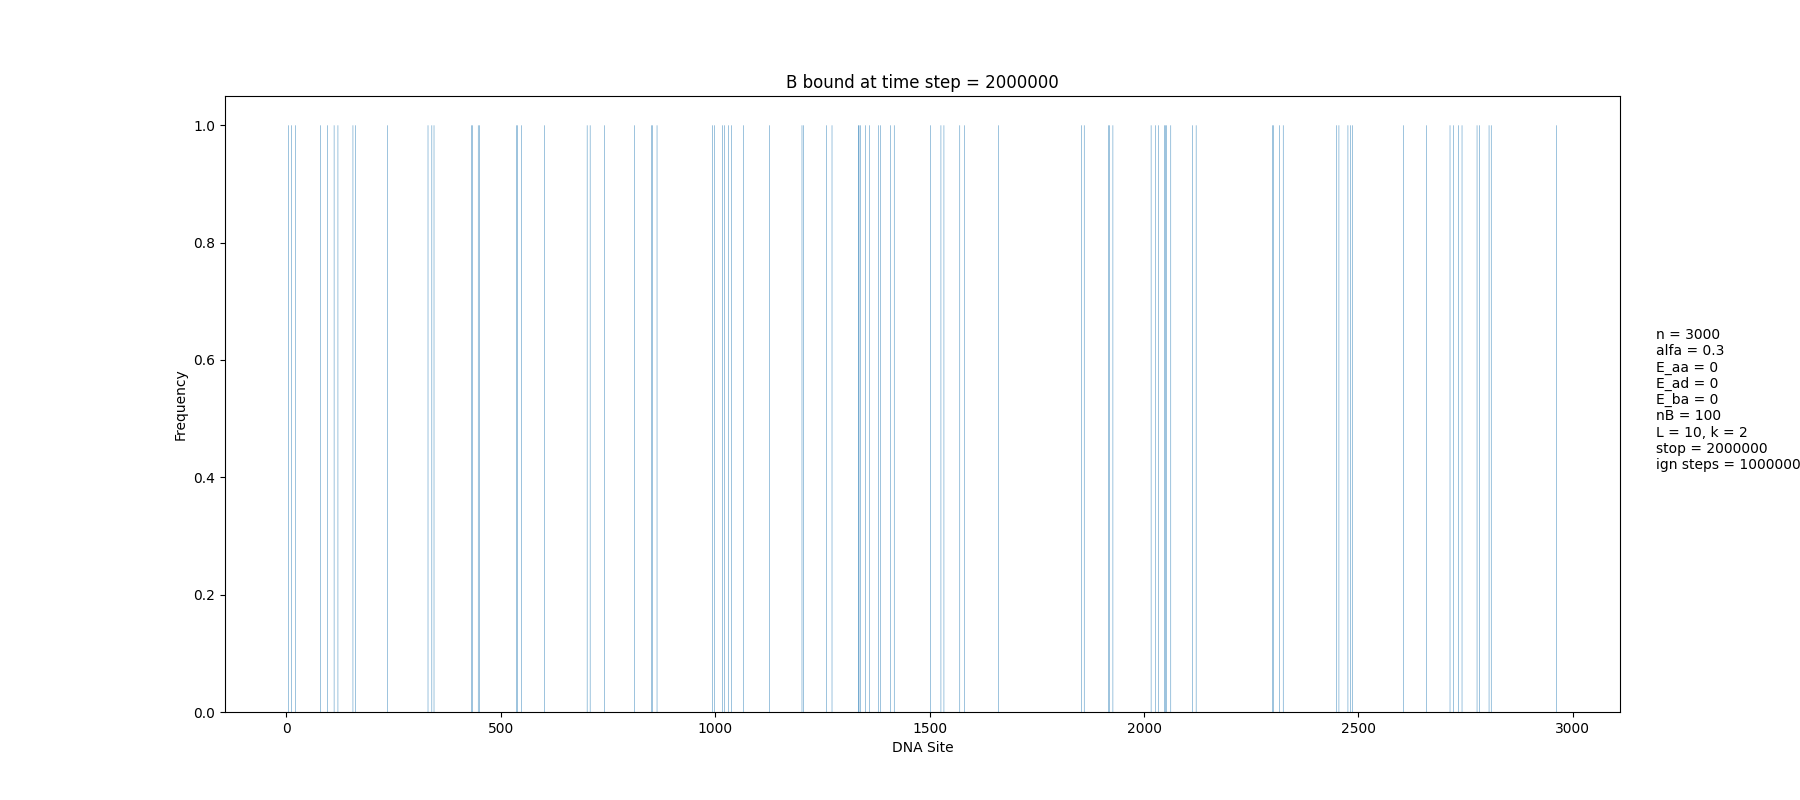 B bound at time step = 2000000
1.0
0.8
0.6
0.4
0.2
0.0
Frequency
0 500 1000 1500 2000 2500 3000
DNA Site
n = 3000
alfa = 0.3
E_aa = 0
E_ad = 0
E_ba = 0
nB = 100
L = 10, k = 2
stop = 2000000
ign steps = 1000000